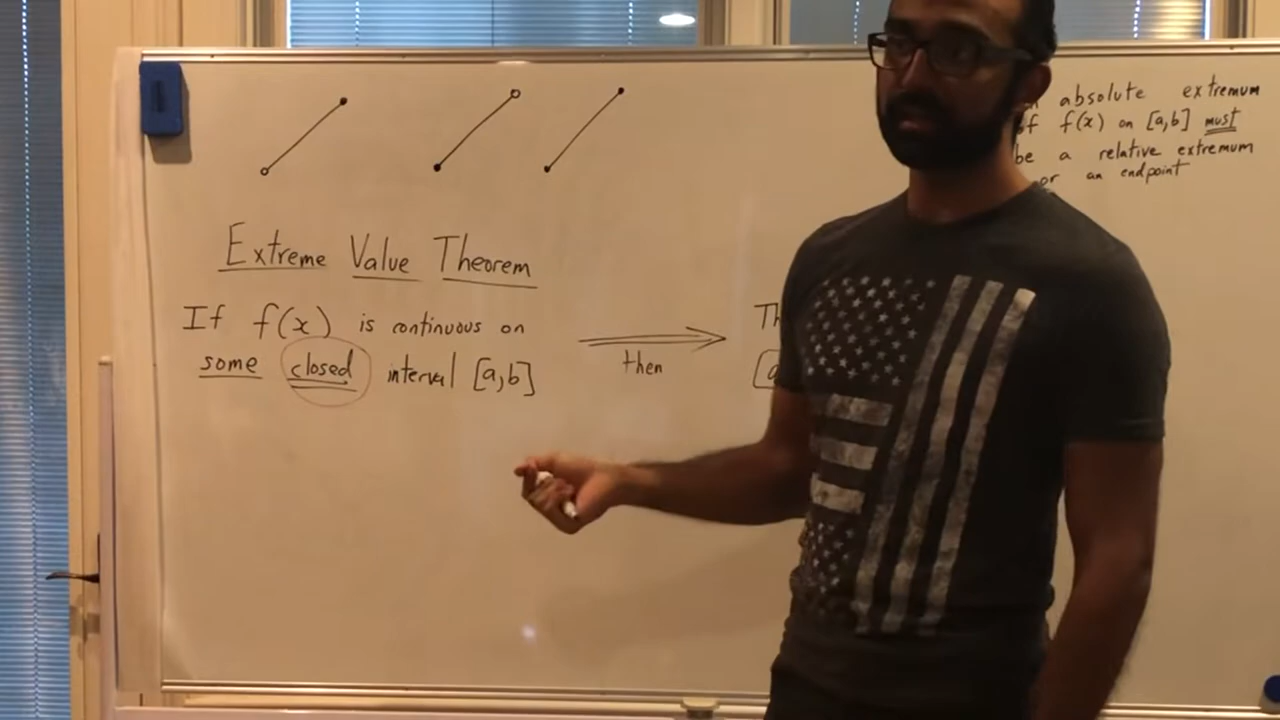 absolute extremum
of f(x) on [a,b] must
be a relative extremum
or an endpoint
Extreme Value Theorem
If f(x) is continuous on
some closed interval [a,b]
then